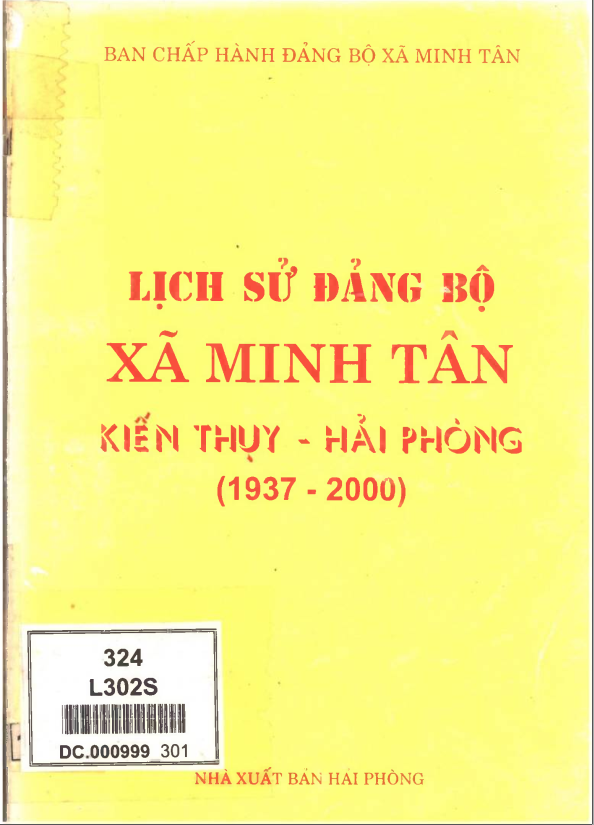 BAN CHẤP HÀNH ĐẢNG BỘ XÃ MINH TÂN
LỊCH SỬ ĐẢNG BỘ
XÃ MINH TÂN
KIẾN THỤY - HẢI PHÒNG
(1937 - 2000)
324
L302S
DC.000999 301
NHÀ XUẤT BẢN HẢI PHÒNG